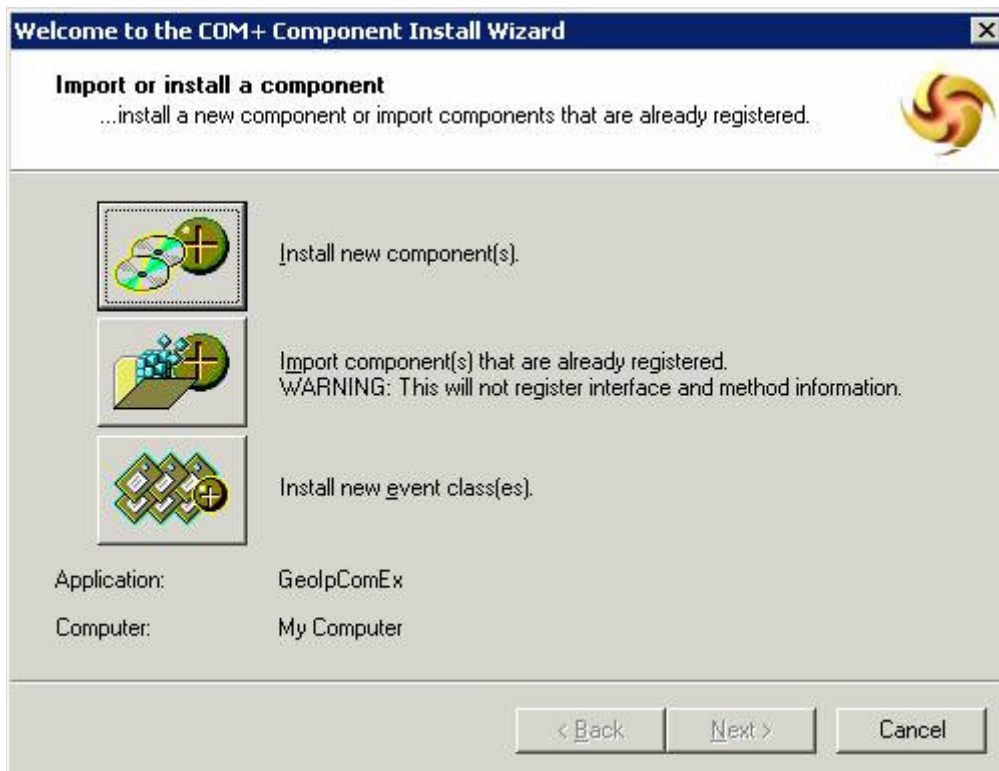 Welcome to the COM+ Component Install Wizard
Import or install a component
...install a new component or import components that are already registered.
Install new component(s).
Import component(s) that are already registered.
WARNING: This will not register interface and method information.
Install new event class(es).
Application: GeoIpComEx
Computer: My Computer
< Back Next > Cancel